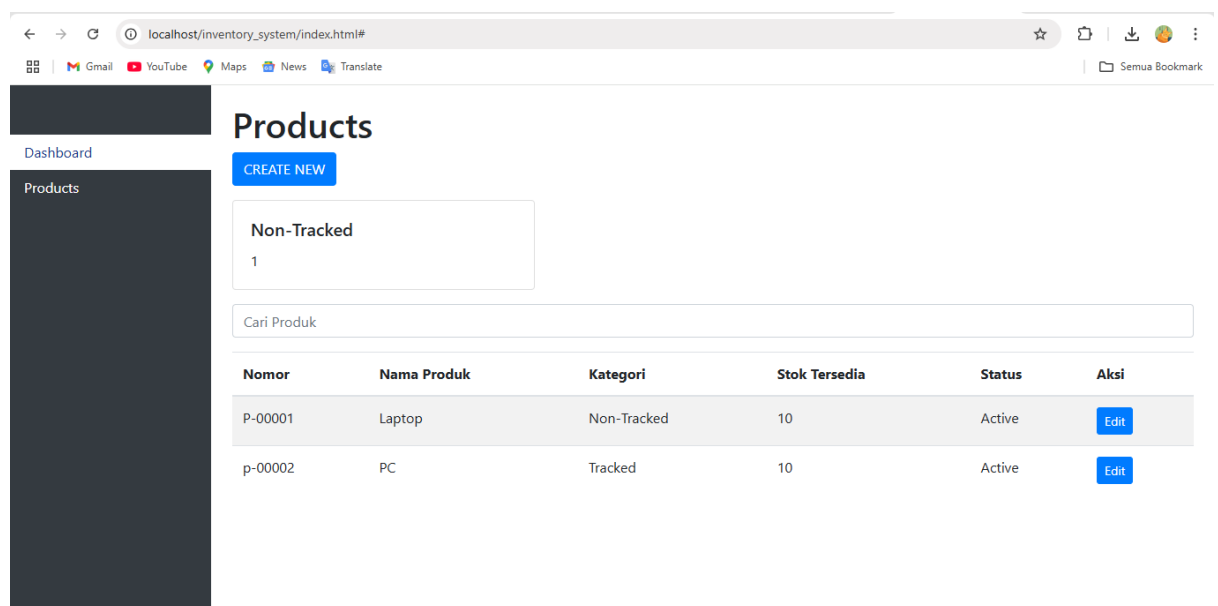 localhost/inventory_system/index.html#
Gmail YouTube Maps News Translate Semua Bookmark
Products
Dashboard
CREATE NEW
Products
Non-Tracked
1
Cari Produk
Nomor Nama Produk Kategori Stok Tersedia Status Aksi
P-00001 Laptop Non-Tracked 10 Active Edit
p-00002 PC Tracked 10 Active Edit